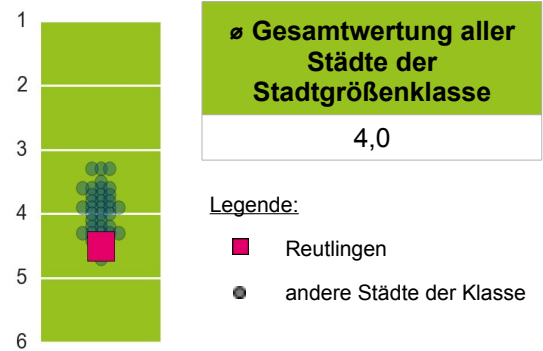 1
2
3
4
5
6
ø Gesamtwertung aller
Städte der
Stadtgrößenklasse
4,0
Legende:
Reutlingen
andere Städte der Klasse